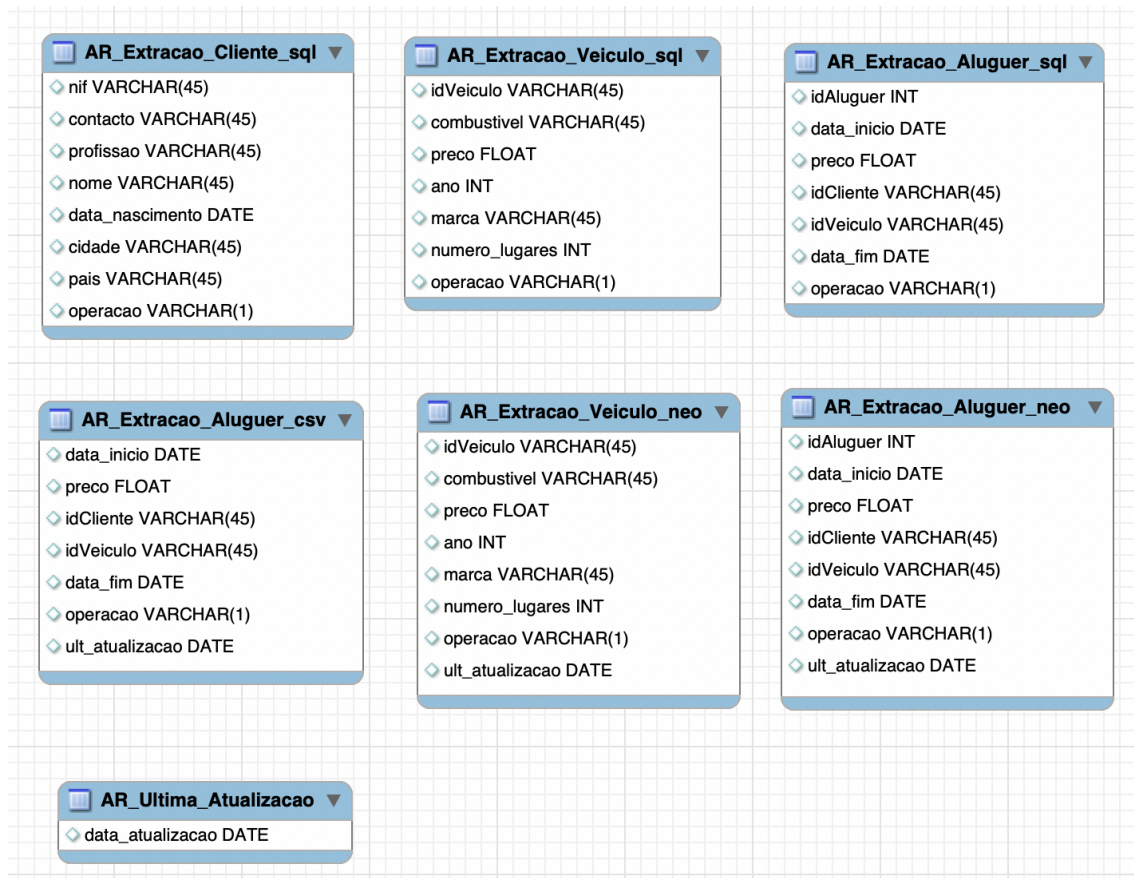 AR_Extracao_Cliente_sql
nif VARCHAR(45)
contacto VARCHAR(45)
profissao VARCHAR(45)
nome VARCHAR(45)
data_nascimento DATE
cidade VARCHAR(45)
pais VARCHAR(45)
operacao VARCHAR(1)
AR_Extracao_Veiculo_sql
idVeiculo VARCHAR(45)
combustivel VARCHAR(45)
preco FLOAT
ano INT
marca VARCHAR(45)
numero_lugares INT
operacao VARCHAR(1)
AR_Extracao_Aluguer_sql
idAluguer INT
data_inicio DATE
preco FLOAT
idCliente VARCHAR(45)
idVeiculo VARCHAR(45)
data_fim DATE
operacao VARCHAR(1)
AR_Extracao_Aluguer_csv
data_inicio DATE
preco FLOAT
idCliente VARCHAR(45)
idVeiculo VARCHAR(45)
data_fim DATE
operacao VARCHAR(1)
ult_atualizacao DATE
AR_Extracao_Veiculo_neo
idVeiculo VARCHAR(45)
combustivel VARCHAR(45)
preco FLOAT
ano INT
marca VARCHAR(45)
numero_lugares INT
operacao VARCHAR(1)
ult_atualizacao DATE
AR_Extracao_Aluguer_neo
idAluguer INT
data_inicio DATE
preco FLOAT
idCliente VARCHAR(45)
idVeiculo VARCHAR(45)
data_fim DATE
operacao VARCHAR(1)
ult_atualizacao DATE
AR_Ultima_Atualizacao
data_atualizacao DATE